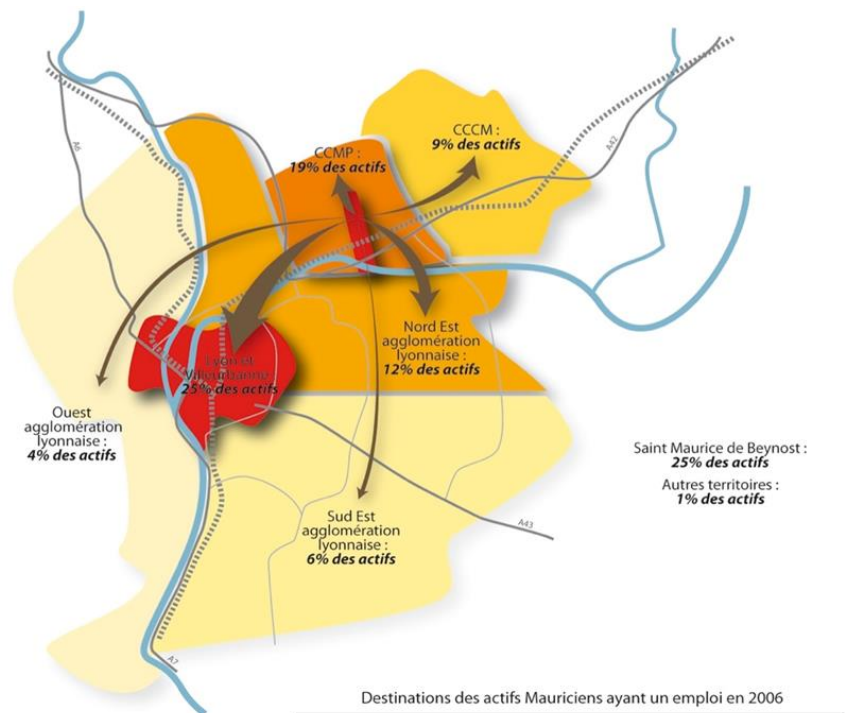 A6
CCMP :
19% des actifs
CCCM :
9% des actifs
A42
Nord Est
agglomération
lyonnaise :
12% des actifs
Lyon et
Villeurbanne :
25% des actifs
Ouest
agglomération
lyonnaise :
4% des actifs
Saint Maurice de Beynost :
25% des actifs
Autres territoires :
1% des actifs
Sud Est
agglomération
lyonnaise :
6% des actifs
A43
A7
Destinations des actifs Mauriciens ayant un emploi en 2006